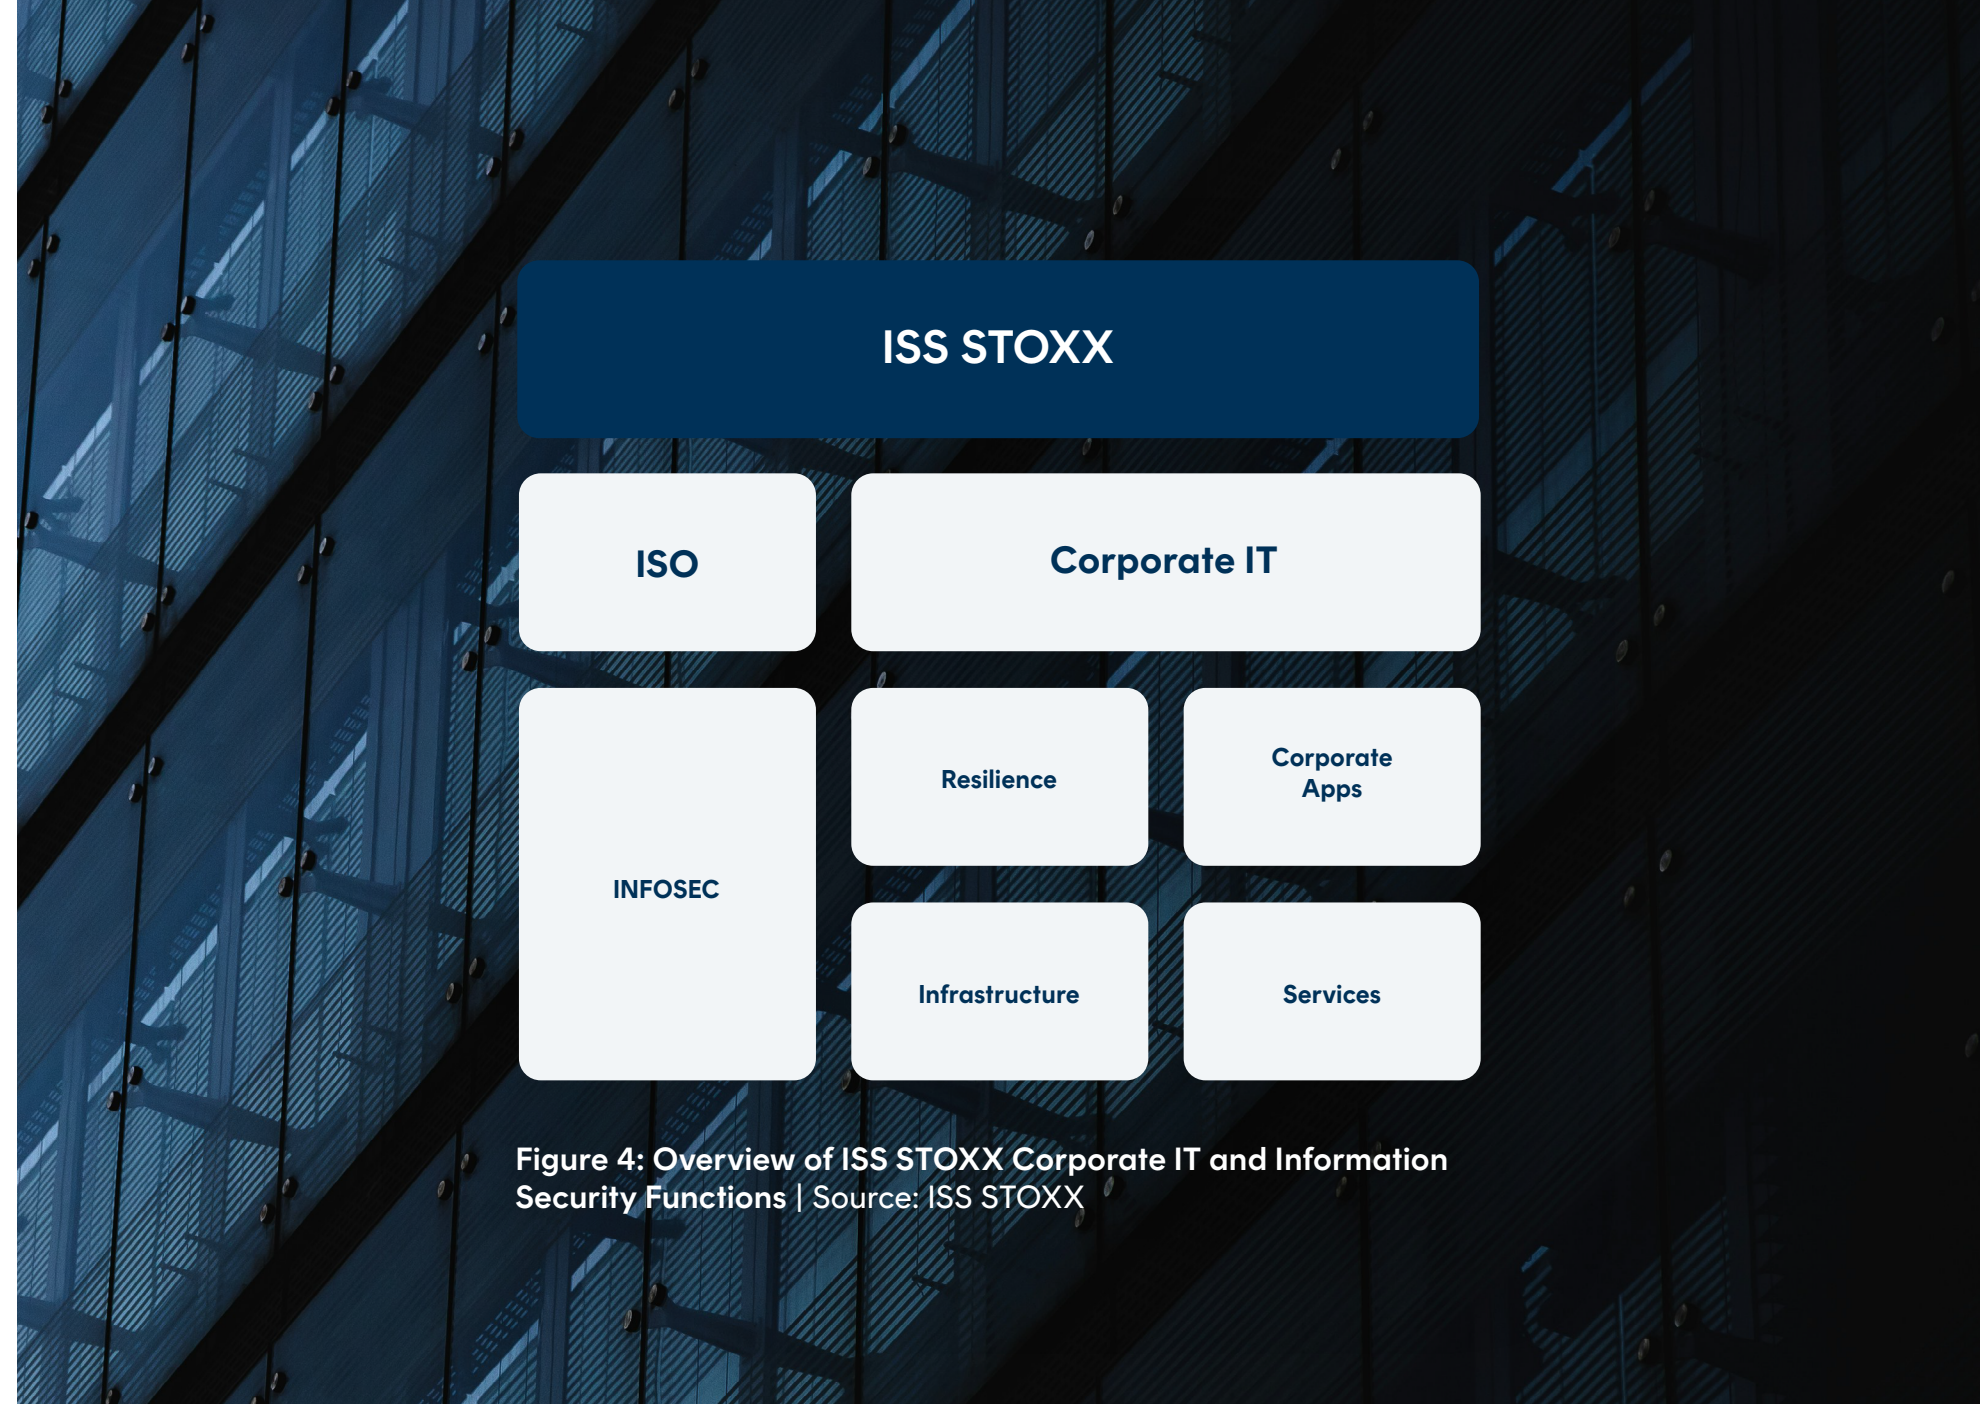 ISS STOXX
ISO
Corporate IT
INFOSEC
Resilience
Corporate
Apps
Infrastructure
Services
Figure 4: Overview of ISS STOXX Corporate IT and Information
Security Functions | Source: ISS STOXX